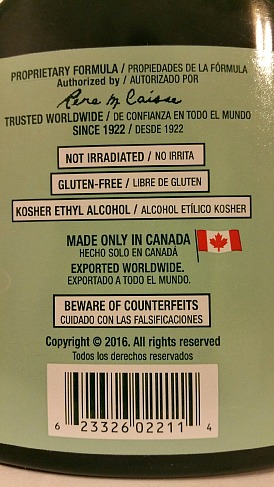 PROPRIETARY FORMULA / PROPIEDADES DE LA FÓRMULA
Authorized by / AUTORIZADO POR
Rene M Caisse
TRUSTED WORLDWIDE / DE CONFIANZA EN TODO EL MUNDO
SINCE 1922 / DESDE 1922
NOT IRRADIATED / NO IRRITA
GLUTEN-FREE / LIBRE DE GLUTEN
KOSHER ETHYL ALCOHOL / ALCOHOL ETÍLICO KOSHER
MADE ONLY IN CANADA
HECHO SOLO EN CANADÁ
EXPORTED WORLDWIDE.
EXPORTADO A TODO EL MUNDO.
BEWARE OF COUNTERFEITS
CUIDADO CON LAS FALSIFICACIONES
Copyright © 2016. All rights reserved
Todos los derechos reservados
6 23326 02211 4